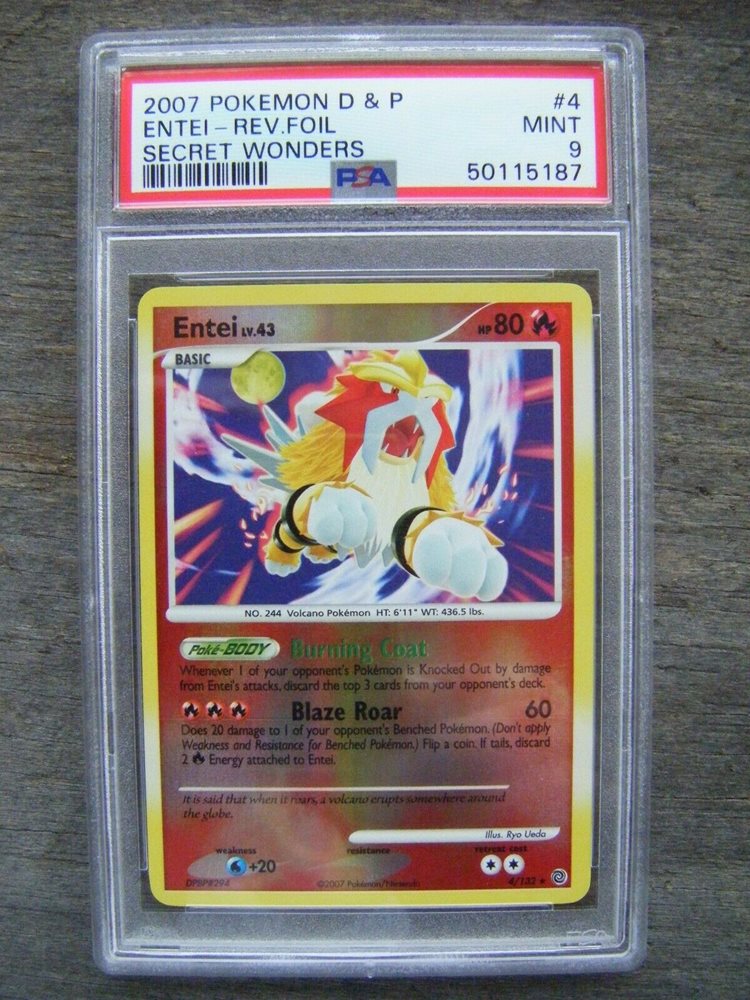 2007 POKEMON D & P #4
ENTEI – REV.FOIL MINT
SECRET WONDERS 9
PSA 50115187
Entei LV.43 HP 80
BASIC
NO. 244 Volcano Pokémon HT: 6'11" WT: 436.5 lbs.
Poké-BODY Burning Coat
Whenever 1 of your opponent's Pokémon is Knocked Out by damage
from Entei's attacks, discard the top 3 cards from your opponent's deck.
Blaze Roar 60
Does 20 damage to 1 of your opponent's Benched Pokémon. (Don't apply
Weakness and Resistance for Benched Pokémon.) Flip a coin. If tails, discard
2 Energy attached to Entei.
It is said that when it roars, a volcano erupts somewhere around
the globe.
Illus. Ryo Ueda
weakness resistance retreat cost
+20
DPBP#294 ©2007 Pokémon/Nintendo 4/132 ★